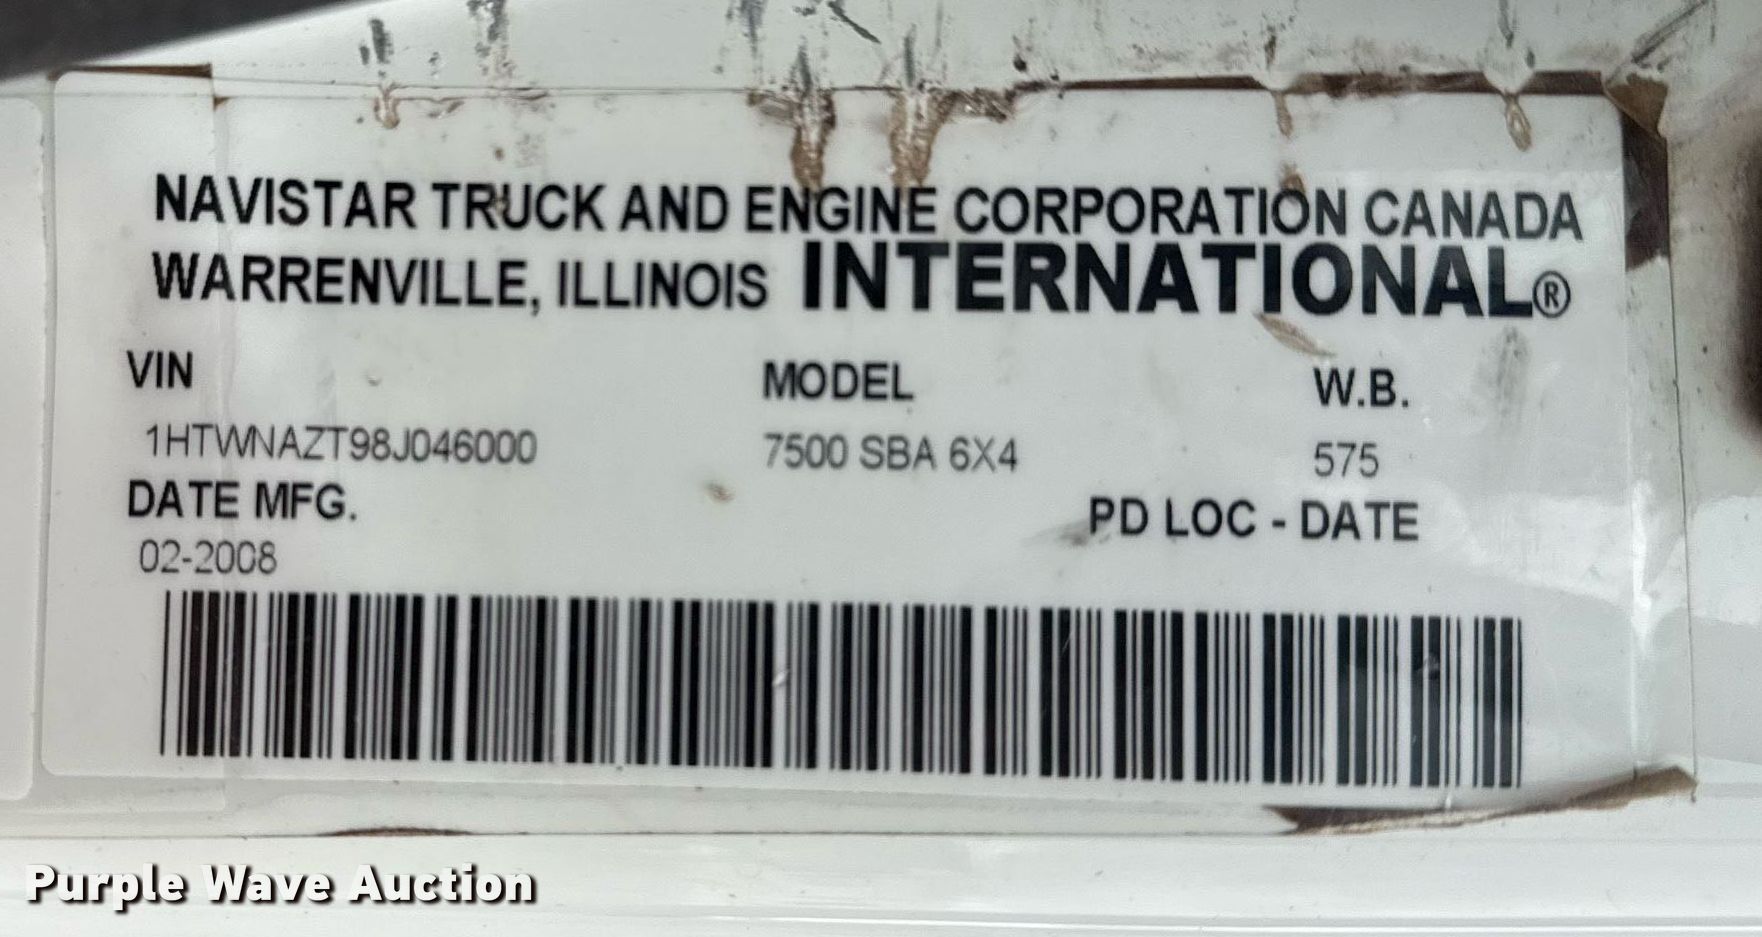 NAVISTAR TRUCK AND ENGINE CORPORATION CANADA
WARRENVILLE, ILLINOIS INTERNATIONAL®
VIN MODEL W.B.
1HTWNAZT98J046000 7500 SBA 6X4 575
DATE MFG. PD LOC - DATE
02-2008
Purple Wave Auction